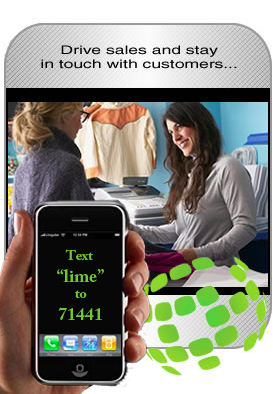 Drive sales and stay
in touch with customers...
Text
“lime”
to
71441